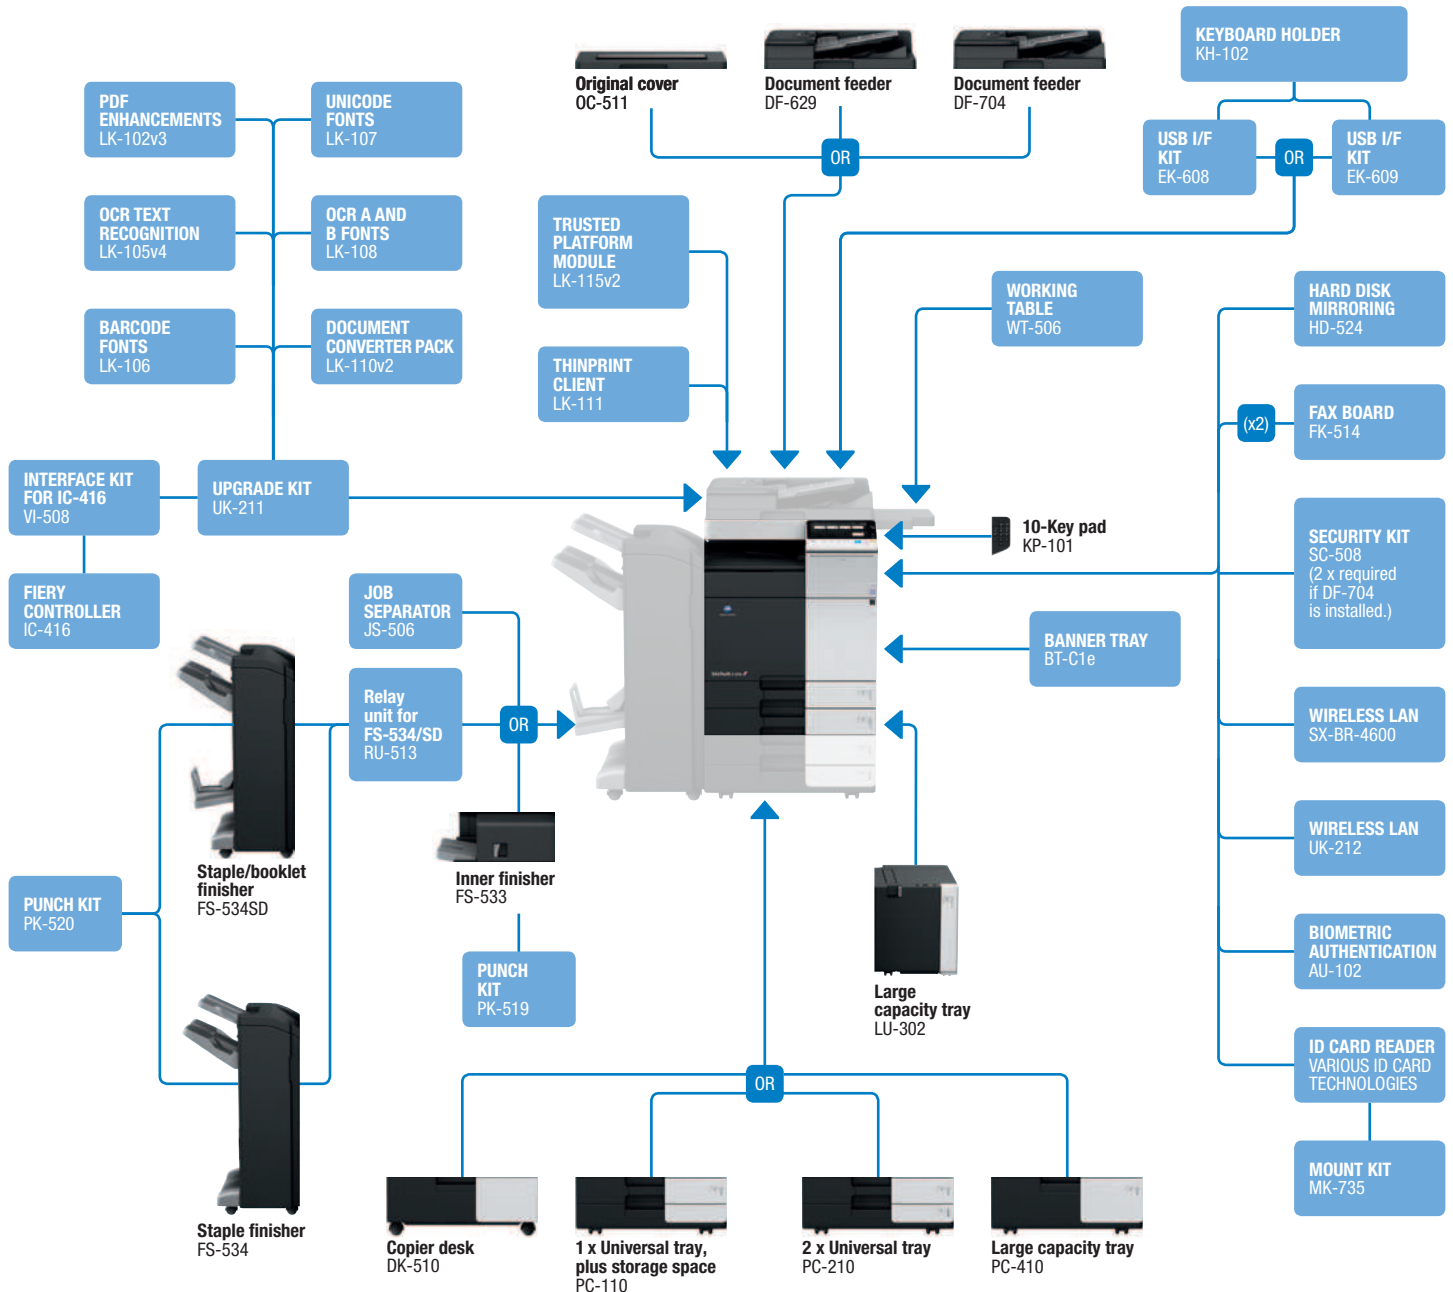 KEYBOARD HOLDER
KH-102
Original cover
OC-511
Document feeder
DF-629
Document feeder
DF-704
OR
USB I/F
KIT
EK-608
OR
USB I/F
KIT
EK-609
PDF
ENHANCEMENTS
LK-102v3
UNICODE
FONTS
LK-107
OCR TEXT
RECOGNITION
LK-105v4
OCR A AND
B FONTS
LK-108
BARCODE
FONTS
LK-106
DOCUMENT
CONVERTER PACK
LK-110v2
TRUSTED
PLATFORM
MODULE
LK-115v2
THINPRINT
CLIENT
LK-111
WORKING
TABLE
WT-506
HARD DISK
MIRRORING
HD-524
(x2)
FAX BOARD
FK-514
INTERFACE KIT
FOR IC-416
VI-508
UPGRADE KIT
UK-211
10-Key pad
KP-101
SECURITY KIT
SC-508
(2 x required
if DF-704
is installed.)
FIERY
CONTROLLER
IC-416
JOB
SEPARATOR
JS-506
BANNER TRAY
BT-C1e
Relay
unit for
FS-534/SD
RU-513
OR
WIRELESS LAN
SX-BR-4600
WIRELESS LAN
UK-212
Staple/booklet
finisher
FS-534SD
Inner finisher
FS-533
PUNCH KIT
PK-520
PUNCH
KIT
PK-519
Large
capacity tray
LU-302
BIOMETRIC
AUTHENTICATION
AU-102
ID CARD READER
VARIOUS ID CARD
TECHNOLOGIES
OR
MOUNT KIT
MK-735
Staple finisher
FS-534
Copier desk
DK-510
1 x Universal tray,
plus storage space
PC-110
2 x Universal tray
PC-210
Large capacity tray
PC-410